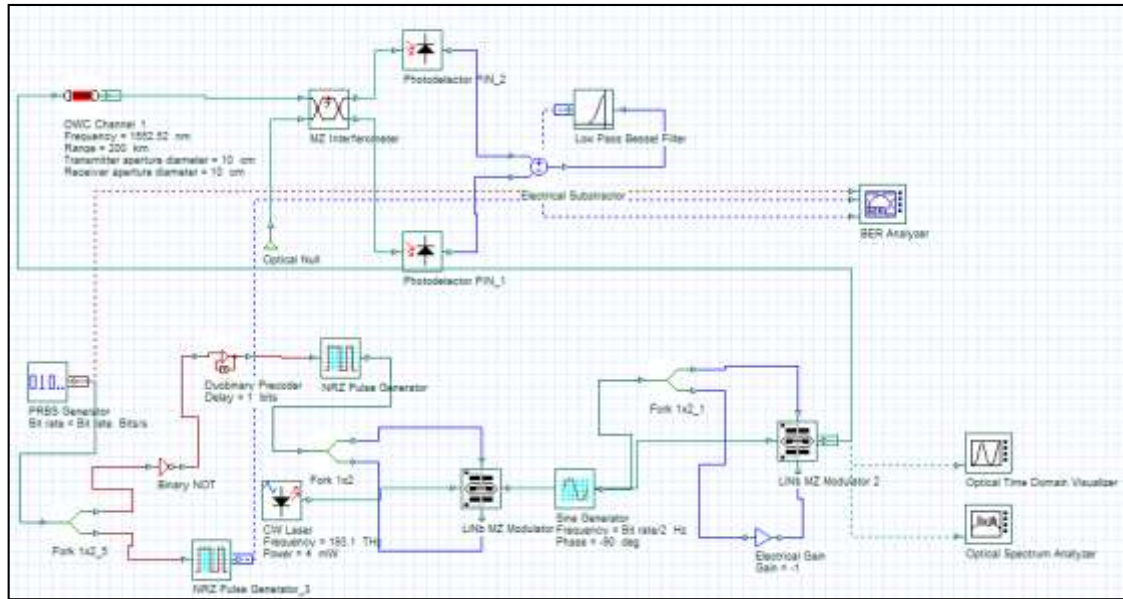 Photodetector PIN_2
OWC Channel 1
Frequency = 1552.52 nm
Range = 200 km
Transmitter aperture diameter = 10 cm
Receiver aperture diameter = 10 cm
MZ Interferometer
Low Pass Bessel Filter
Electrical Substractor
BER Analyzer
Optical Null
Photodetector PIN_1
Duobinary Precoder
Delay = 1 bits
NRZ Pulse Generator
PRBS Generator
Bit rate = Bit rate Bits/s
Fork 1x2_1
Binary NOT
Fork 1x2
LiNb MZ Modulator 2
Optical Time Domain Visualizer
CW Laser
Frequency = 193.1 THz
Power = 4 mW
LiNb MZ Modulator
Sine Generator
Frequency = Bit rate/2 Hz
Phase = -90 deg
Fork 1x2_5
Electrical Gain
Gain = -1
Optical Spectrum Analyzer
NRZ Pulse Generator_3